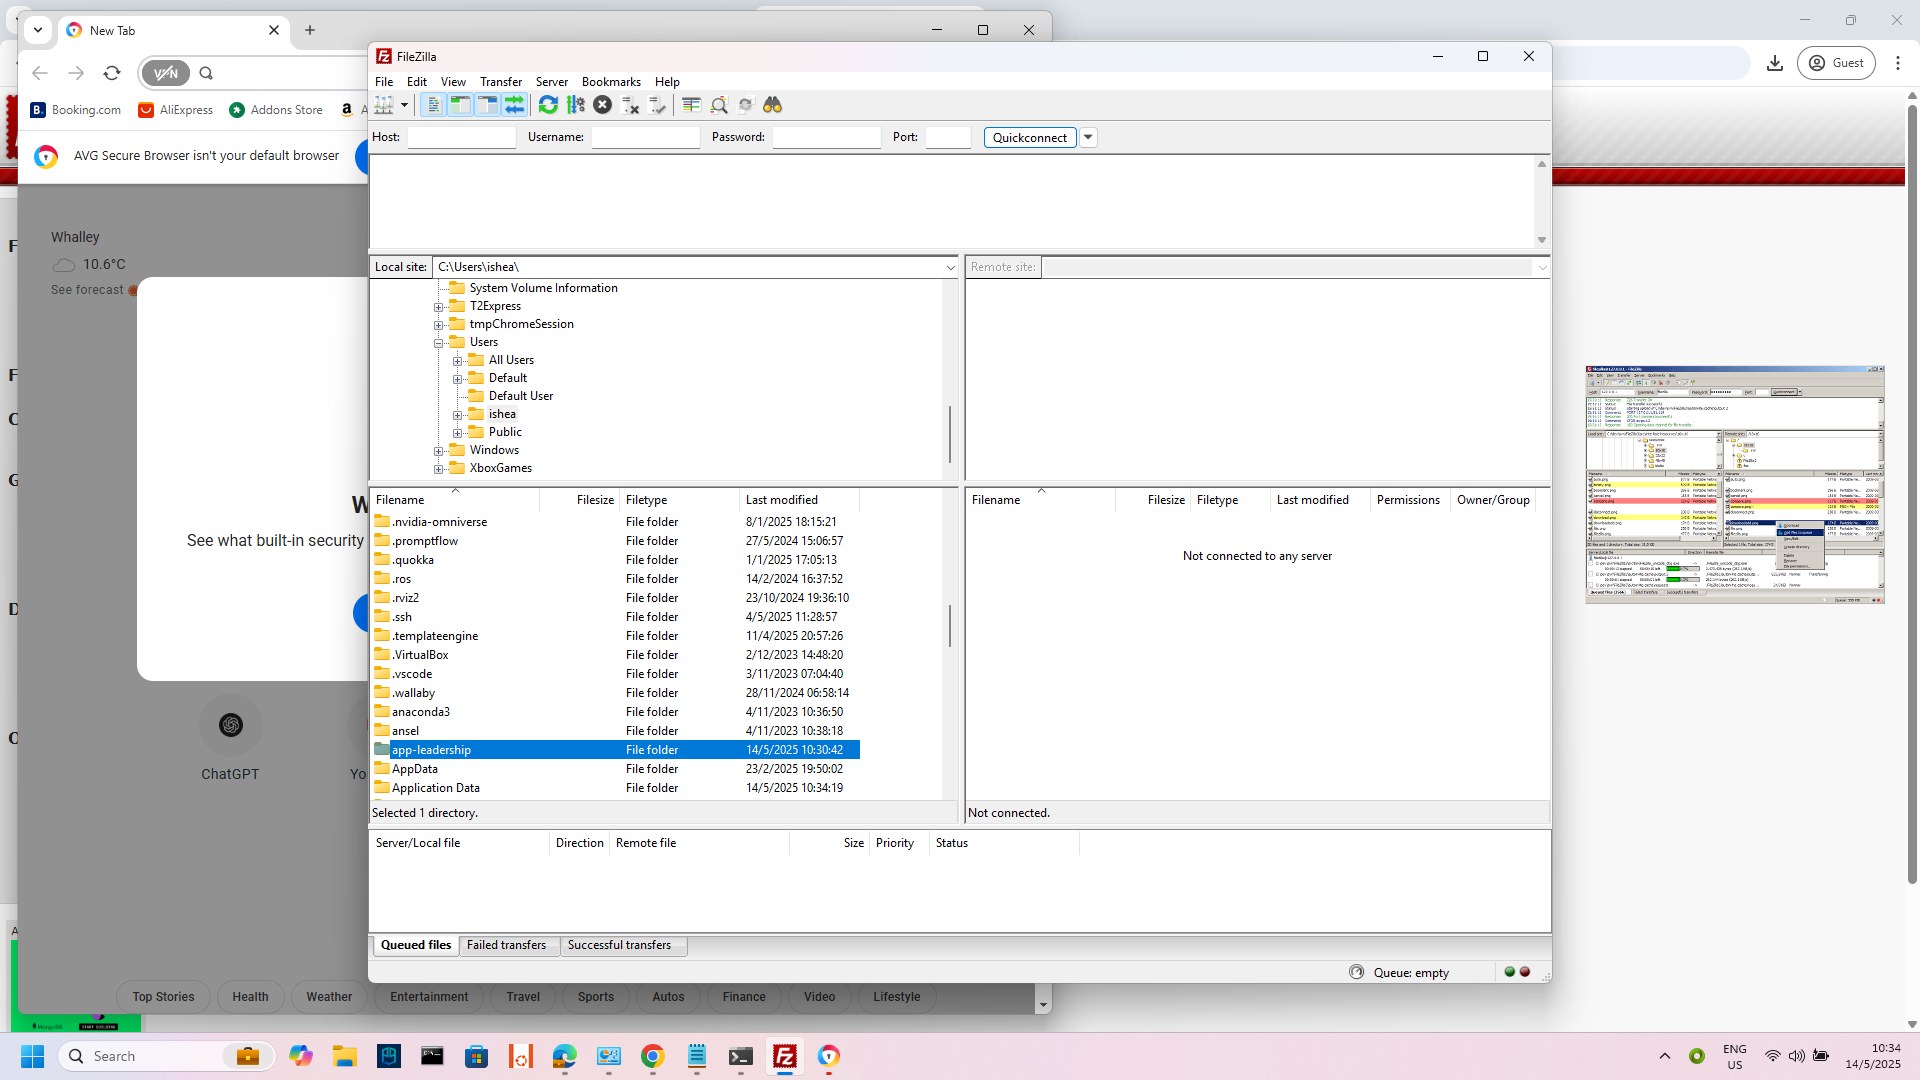 New Tab
VPN
Booking.com
AliExpress
Addons Store
AVG Secure Browser isn't your default browser
Whalley
10.6°C
See forecast
See what built-in security
ChatGPT
Top Stories
Health
Weather
Entertainment
Travel
Sports
Autos
Finance
Video
Lifestyle
Guest
FileZilla
File Edit View Transfer Server Bookmarks Help
Host: Username: Password: Port: Quickconnect
Local site: C:\Users\ishea\
Remote site:
System Volume Information
T2Express
tmpChromeSession
Users
All Users
Default
Default User
ishea
Public
Windows
XboxGames
Filename Filesize Filetype Last modified
.nvidia-omniverse File folder 8/1/2025 18:15:21
.promptflow File folder 27/5/2024 15:06:57
.quokka File folder 1/1/2025 17:05:13
.ros File folder 14/2/2024 16:37:52
.rviz2 File folder 23/10/2024 19:36:10
.ssh File folder 4/5/2025 11:28:57
.templateengine File folder 11/4/2025 20:57:26
.VirtualBox File folder 2/12/2023 14:48:20
.vscode File folder 3/11/2023 07:04:40
.wallaby File folder 28/11/2024 06:58:14
anaconda3 File folder 4/11/2023 10:36:50
ansel File folder 4/11/2023 10:38:18
app-leadership File folder 14/5/2025 10:30:42
AppData File folder 23/2/2025 19:50:02
Application Data File folder 14/5/2025 10:34:19
Selected 1 directory.
Filename Filesize Filetype Last modified Permissions Owner/Group
Not connected to any server
Not connected.
Server/Local file Direction Remote file Size Priority Status
Queued files Failed transfers Successful transfers
Queue: empty
Search
ENG
US
10:34
14/5/2025